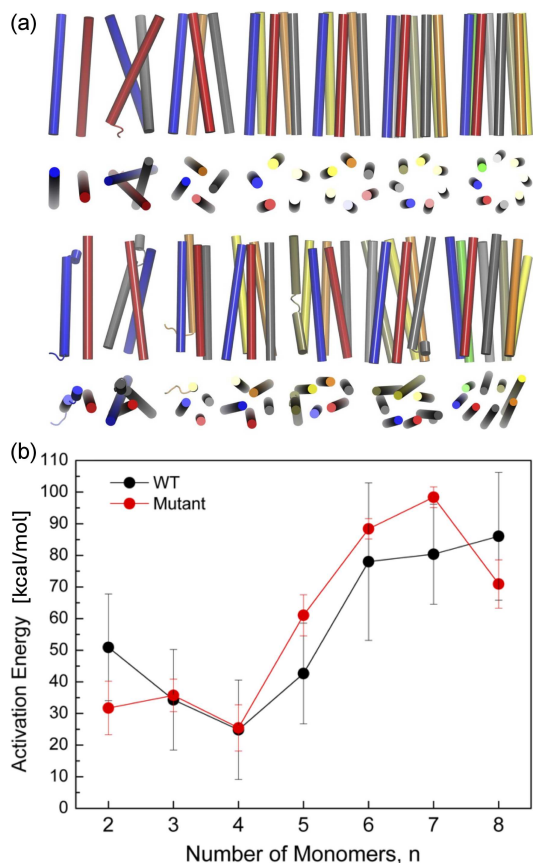 (a)
(b)
110
100
90
80
70
60
50
40
30
20
10
0
WT
Mutant
Activation Energy [kcal/mol]
2 3 4 5 6 7 8
Number of Monomers, n